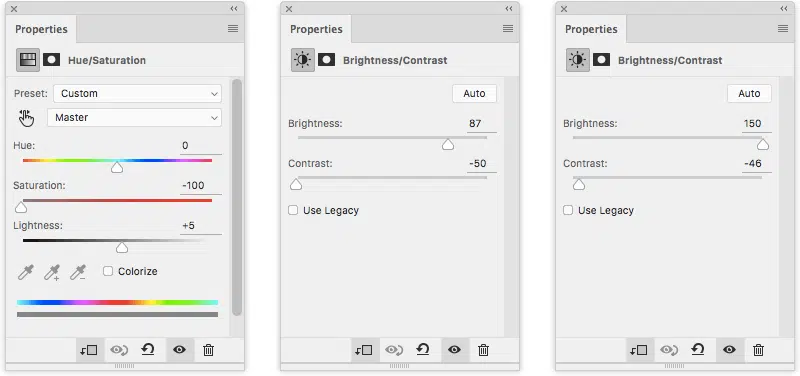 Properties
Hue/Saturation
Preset: Custom
Master
Hue: 0
Saturation: -100
Lightness: +5
Colorize
Properties
Brightness/Contrast
Auto
Brightness: 87
Contrast: -50
Use Legacy
Properties
Brightness/Contrast
Auto
Brightness: 150
Contrast: -46
Use Legacy